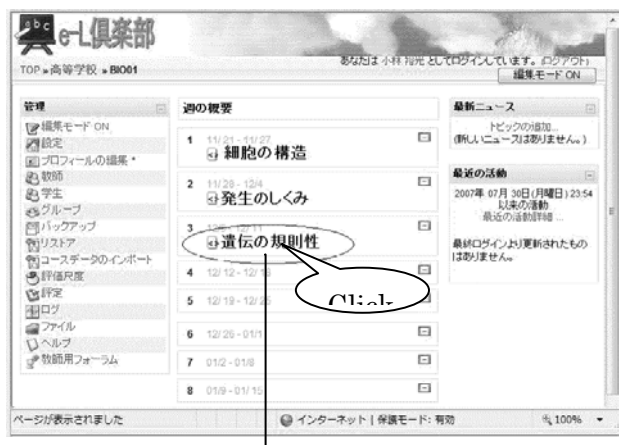 abc e-L倶楽部
TOP » 高等学校 » BIO01
あなたは 小林 翔光 としてログインしています。(ログアウト)
編集モード ON
管理
編集モード ON
設定
プロフィールの編集 *
教師
学生
グループ
バックアップ
リストア
コースデータのインポート
評価尺度
評定
ログ
ファイル
ヘルプ
教師用フォーラム
週の概要
1 11/21 - 11/27
細胞の構造
2 11/28 - 12/4
発生のしくみ
3 12/5 - 12/11
遺伝の規則性
Click
4 12/12 - 12/18
5 12/19 - 12/25
6 12/26 - 01/1
7 01/2 - 01/8
8 01/9 - 01/15
最新ニュース
トピックの追加...
(新しいニュースはありません。)
最近の活動
2007年 07月 30日(月曜日) 23:54
以来の活動
最近の活動詳細 ...
最終ログインより更新されたもの
はありません。
ページが表示されました
インターネット | 保護モード: 有効
100%